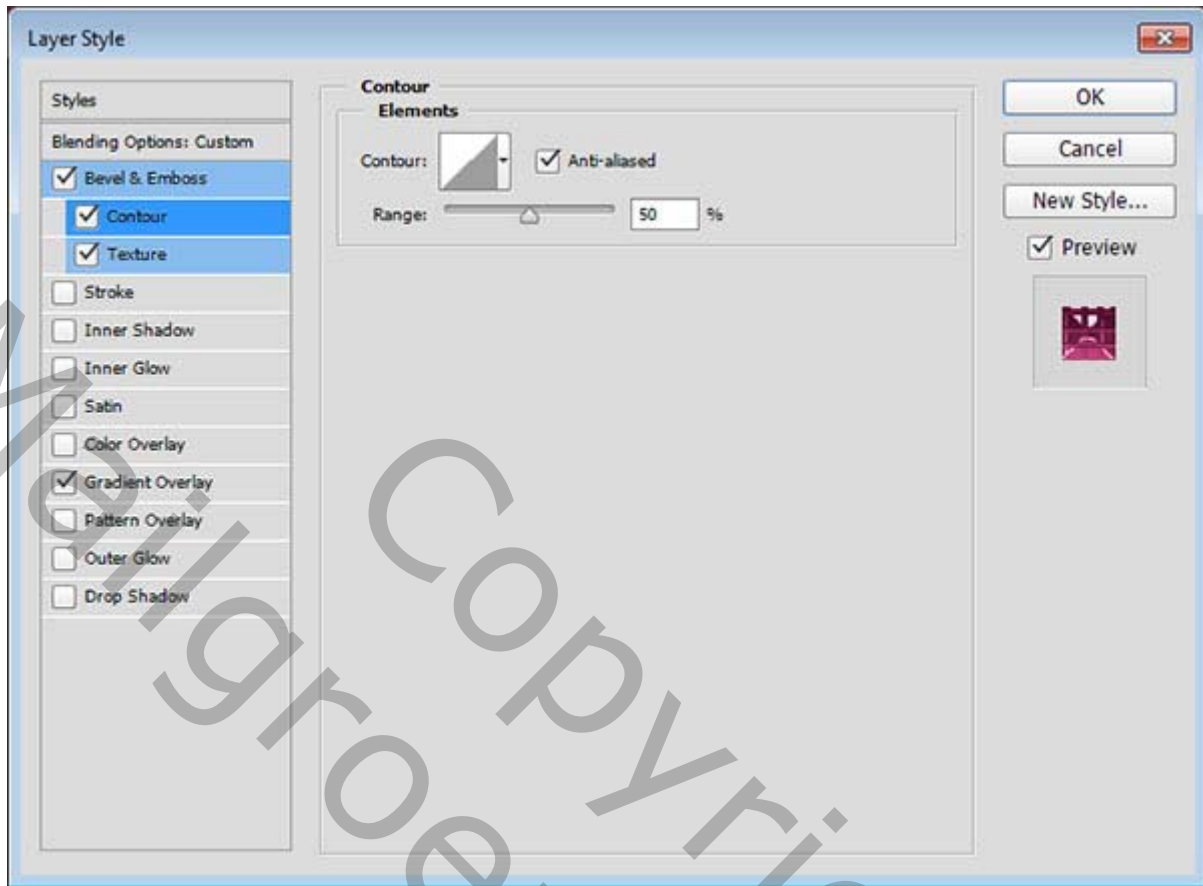 Layer Style
Styles
Blending Options: Custom
Bevel & Emboss
Contour
Texture
Stroke
Inner Shadow
Inner Glow
Satin
Color Overlay
Gradient Overlay
Pattern Overlay
Outer Glow
Drop Shadow
Contour
Elements
Contour:
Anti-aliased
Range: 50 %
OK
Cancel
New Style...
Preview